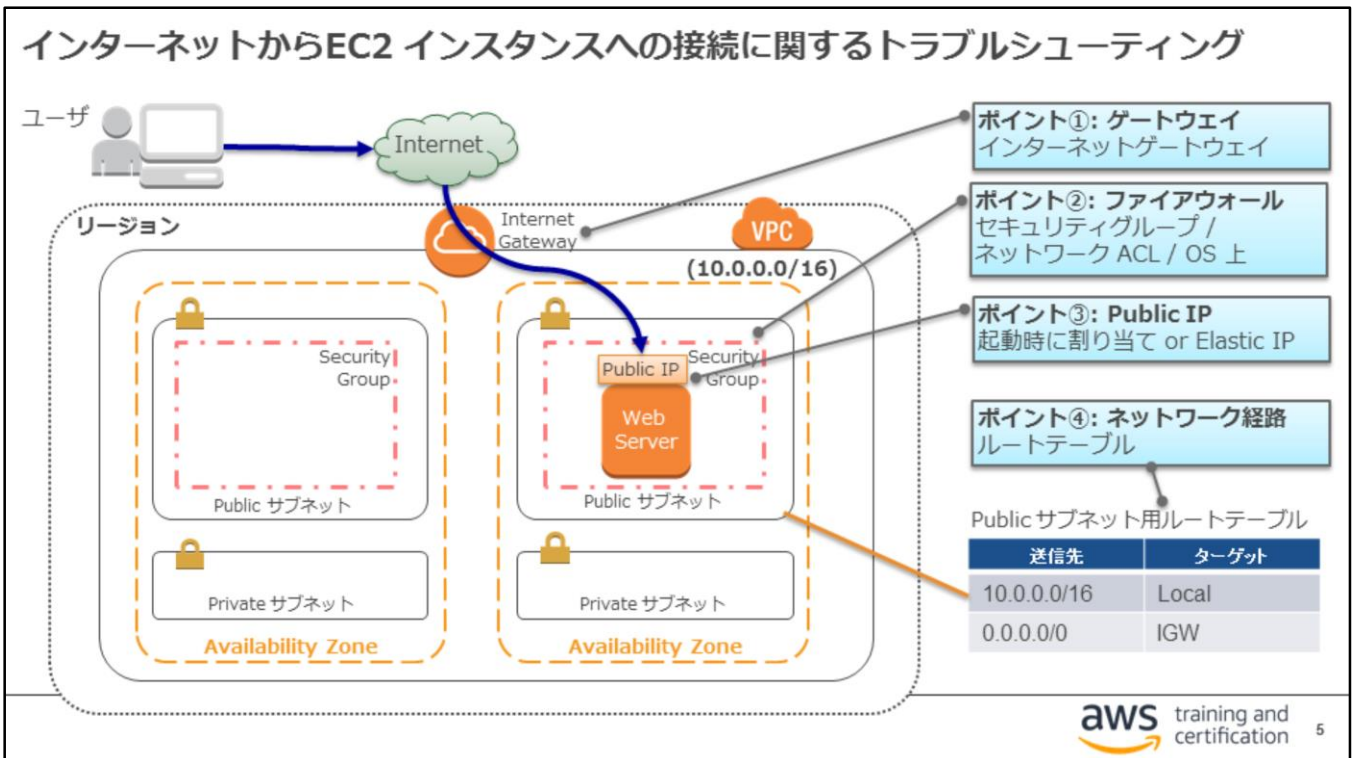 インターネットからEC2 インスタンスへの接続に関するトラブルシューティング
ユーザ
Internet
リージョン
Internet
Gateway
VPC
(10.0.0.0/16)
Security
Group
Public サブネット
Private サブネット
Availability Zone
Public IP
Security
Group
Web
Server
Public サブネット
Private サブネット
Availability Zone
ポイント①: ゲートウェイ
インターネットゲートウェイ
ポイント②: ファイアウォール
セキュリティグループ /
ネットワーク ACL / OS 上
ポイント③: Public IP
起動時に割り当て or Elastic IP
ポイント④: ネットワーク経路
ルートテーブル
Public サブネット用ルートテーブル
送信先 ターゲット
10.0.0.0/16 Local
0.0.0.0/0 IGW
aws training and
certification
5